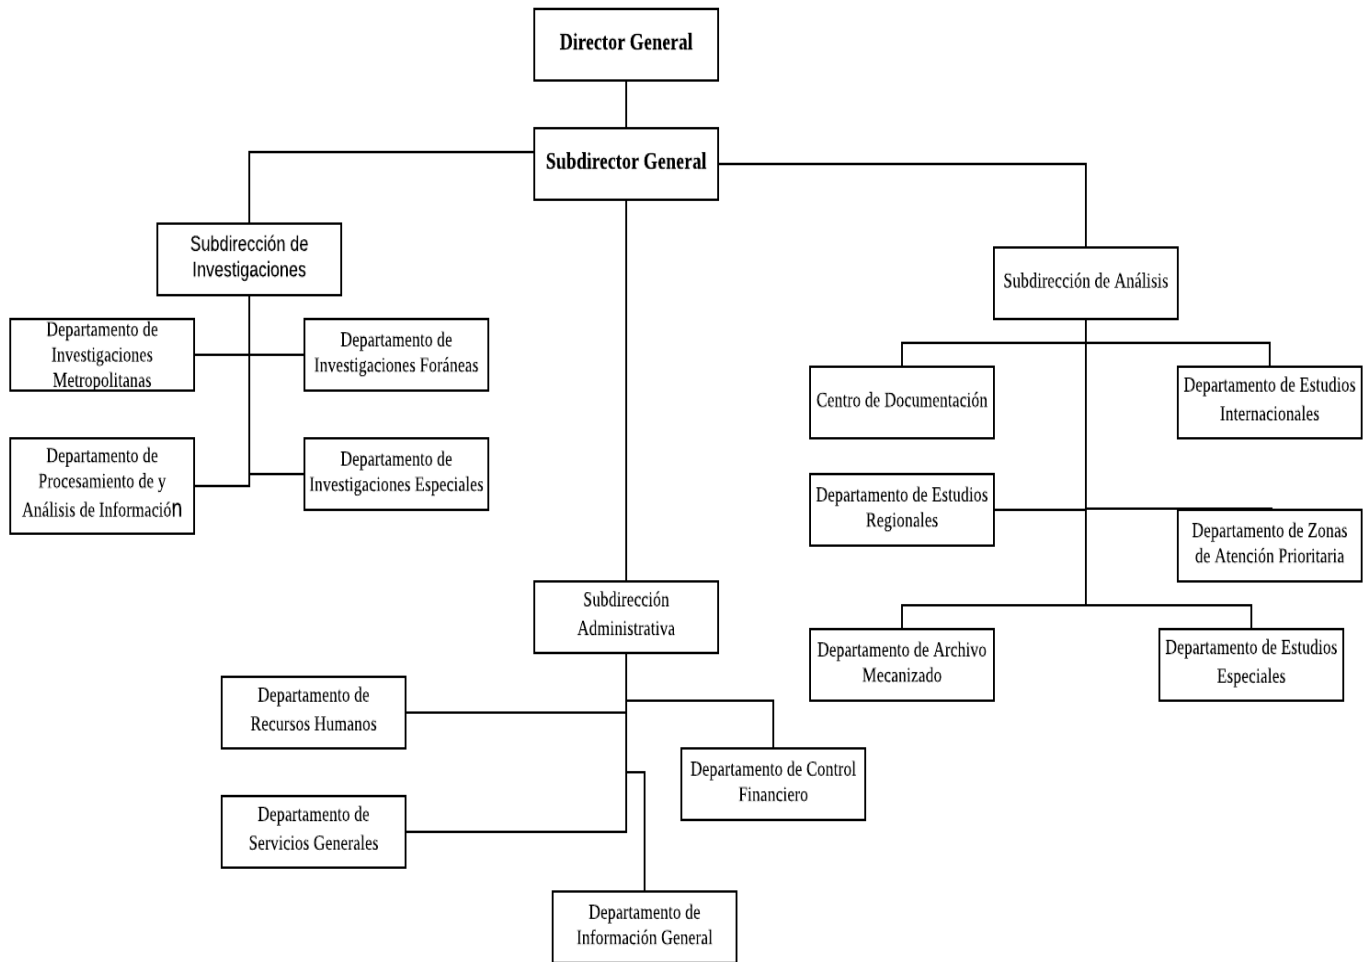 Director General
Subdirector General
Subdirección de
Investigaciones
Subdirección de Análisis
Departamento de
Investigaciones
Metropolitanas
Departamento de
Investigaciones Foráneas
Centro de Documentación
Departamento de Estudios
Internacionales
Departamento de
Procesamiento de y
Análisis de Información
Departamento de
Investigaciones Especiales
Departamento de Estudios
Regionales
Departamento de Zonas
de Atención Prioritaria
Subdirección
Administrativa
Departamento de Archivo
Mecanizado
Departamento de Estudios
Especiales
Departamento de
Recursos Humanos
Departamento de Control
Financiero
Departamento de
Servicios Generales
Departamento de
Información General